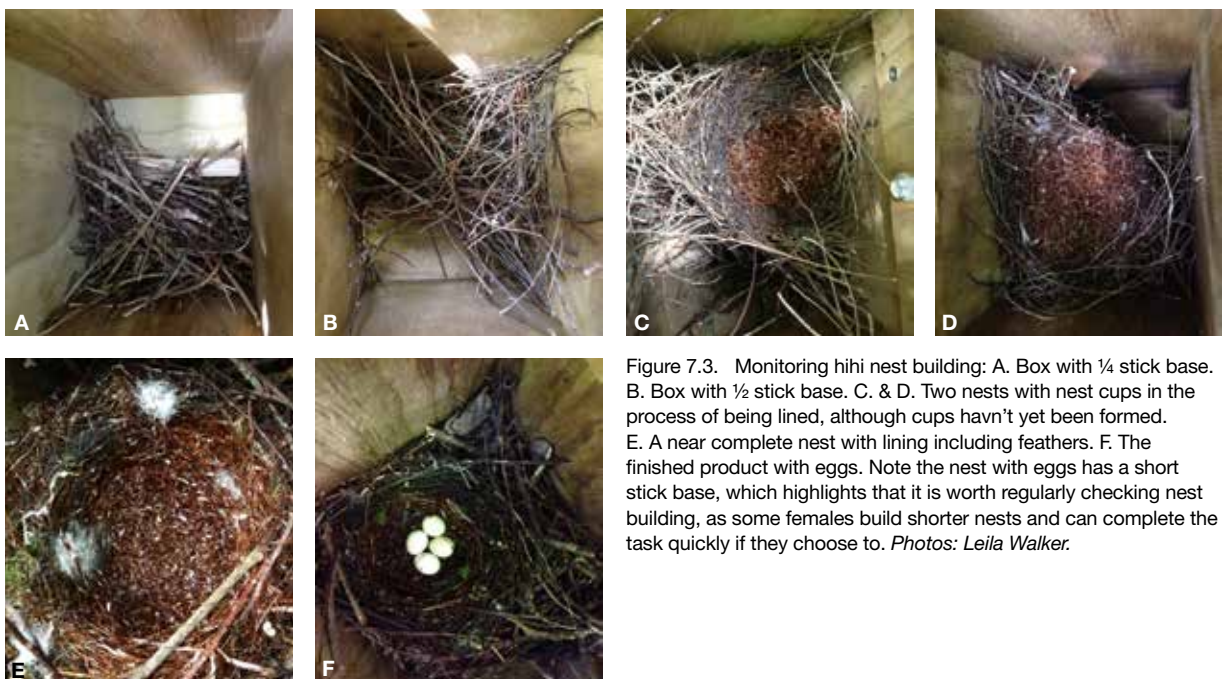 A
B
C
D
E
F
Figure 7.3. Monitoring hihi nest building: A. Box with ¼ stick base.
B. Box with ½ stick base. C. & D. Two nests with nest cups in the
process of being lined, although cups havn't yet been formed.
E. A near complete nest with lining including feathers. F. The
finished product with eggs. Note the nest with eggs has a short
stick base, which highlights that it is worth regularly checking nest
building, as some females build shorter nests and can complete the
task quickly if they choose to. Photos: Leila Walker.